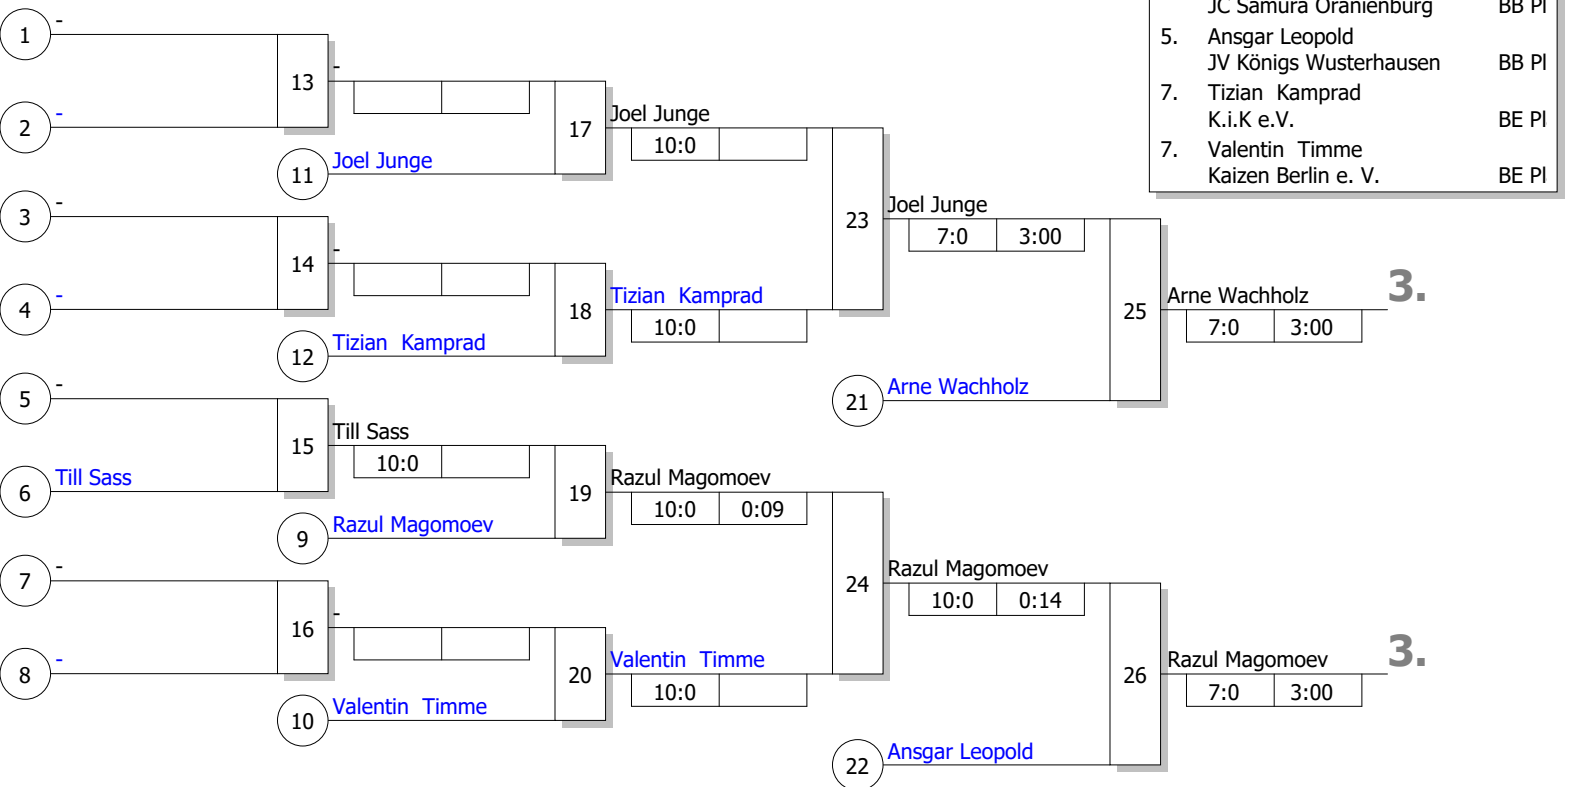 JC Samura Oranienburg BB Pl
5. Ansgar Leopold
JV Königs Wusterhausen BB Pl
7. Tizian Kamprad
K.i.K e.V. BE Pl
7. Valentin Timme
Kaizen Berlin e. V. BE Pl
1 -
2 -
13 -
11 Joel Junge
17 Joel Junge
10:0
3 -
4 -
14 -
12 Tizian Kamprad
18 Tizian Kamprad
10:0
23 Joel Junge
7:0 3:00
21 Arne Wachholz
25 Arne Wachholz 3.
7:0 3:00
5 -
6 Till Sass
15 Till Sass
10:0
9 Razul Magomoev
19 Razul Magomoev
10:0 0:09
7 -
8 -
16 -
10 Valentin Timme
20 Valentin Timme
10:0
24 Razul Magomoev
10:0 0:14
22 Ansgar Leopold
26 Razul Magomoev 3.
7:0 3:00